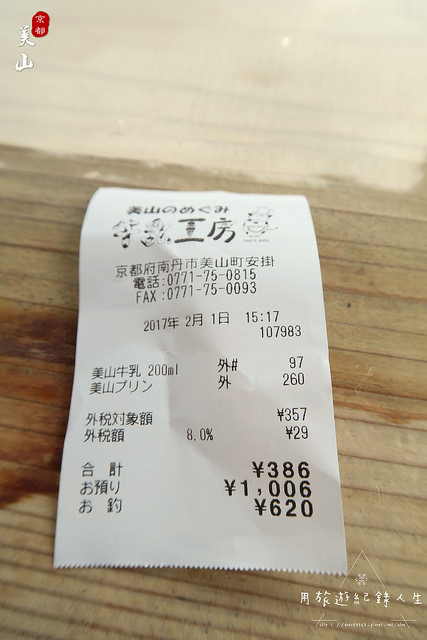 京都
美山
美山のめぐみ
牛乳工房
京都府南丹市美山町安掛
電話:0771-75-0815
FAX:0771-75-0093
2017年 2月 1日 15:17
107983
美山牛乳 200ml 外# 97
美山プリン 外 260
外税対象額 ¥357
外税額 8.0% ¥29
合 計 ¥386
お預り ¥1,006
お 釣 ¥620
用旅遊紀錄人生